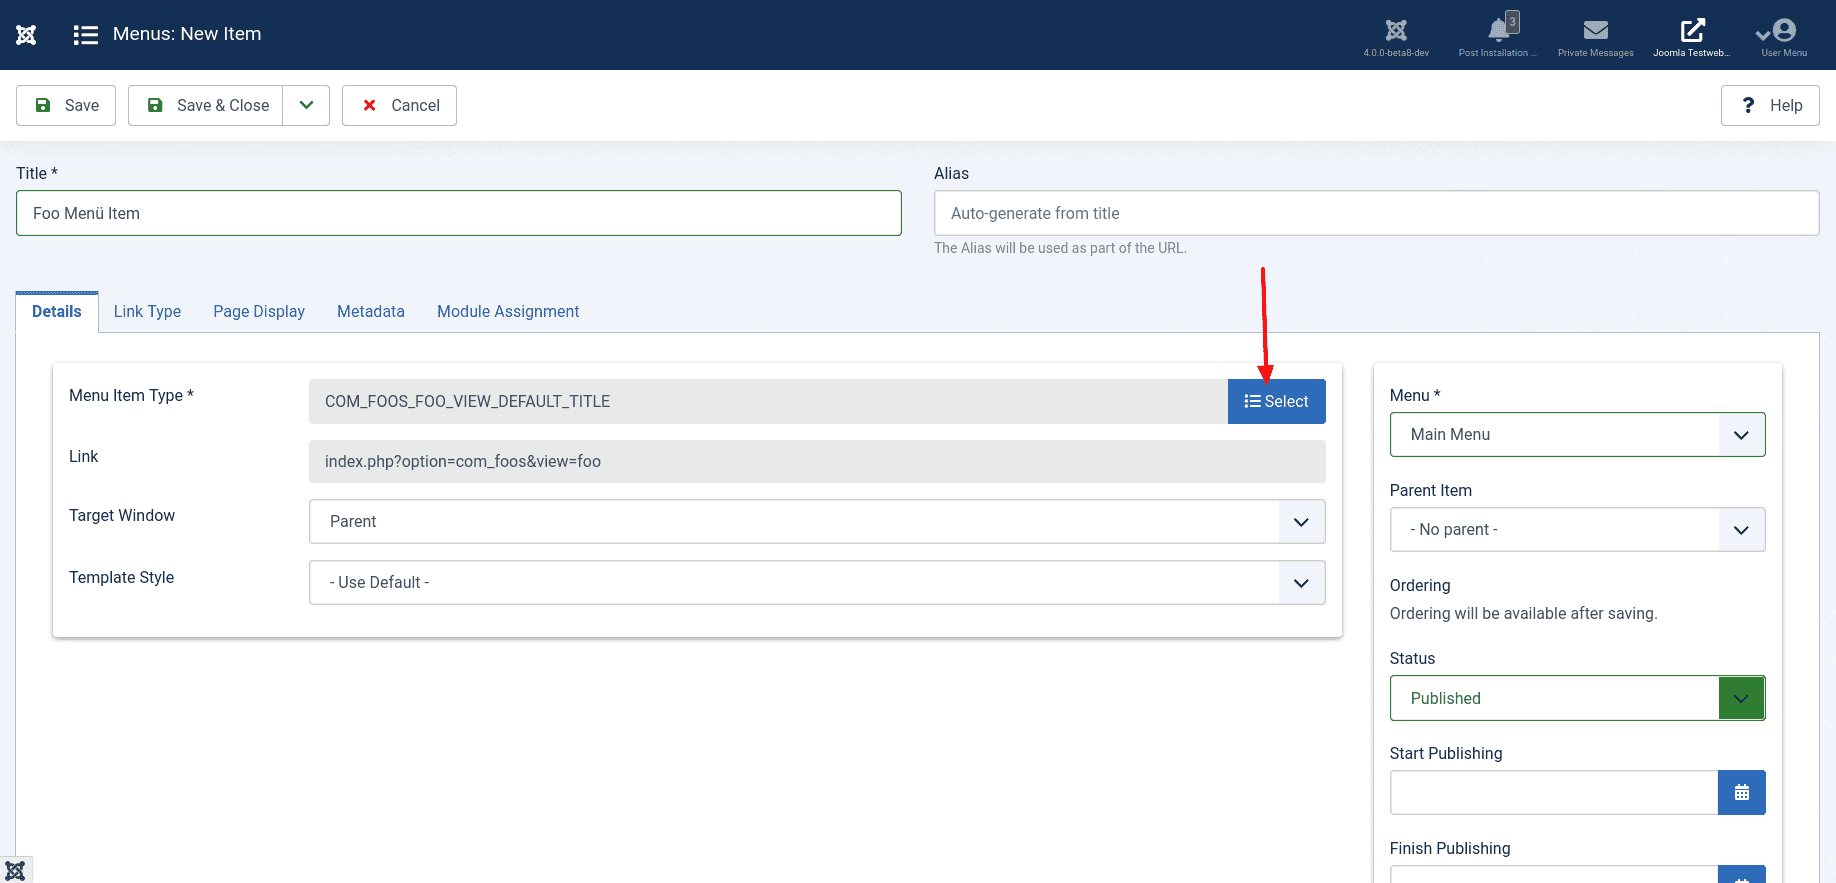 Menus: New Item
4.0.0-beta8-dev
3
Post Installation ...
Private Messages
Joomla Testweb...
User Menu
Save
Save & Close
Cancel
? Help
Title *
Alias
Foo Menü Item
Auto-generate from title
The Alias will be used as part of the URL.
Details
Link Type
Page Display
Metadata
Module Assignment
Menu Item Type *
COM_FOOS_FOO_VIEW_DEFAULT_TITLE
Select
Link
index.php?option=com_foos&view=foo
Target Window
Parent
Template Style
- Use Default -
Menu *
Main Menu
Parent Item
- No parent -
Ordering
Ordering will be available after saving.
Status
Published
Start Publishing
Finish Publishing